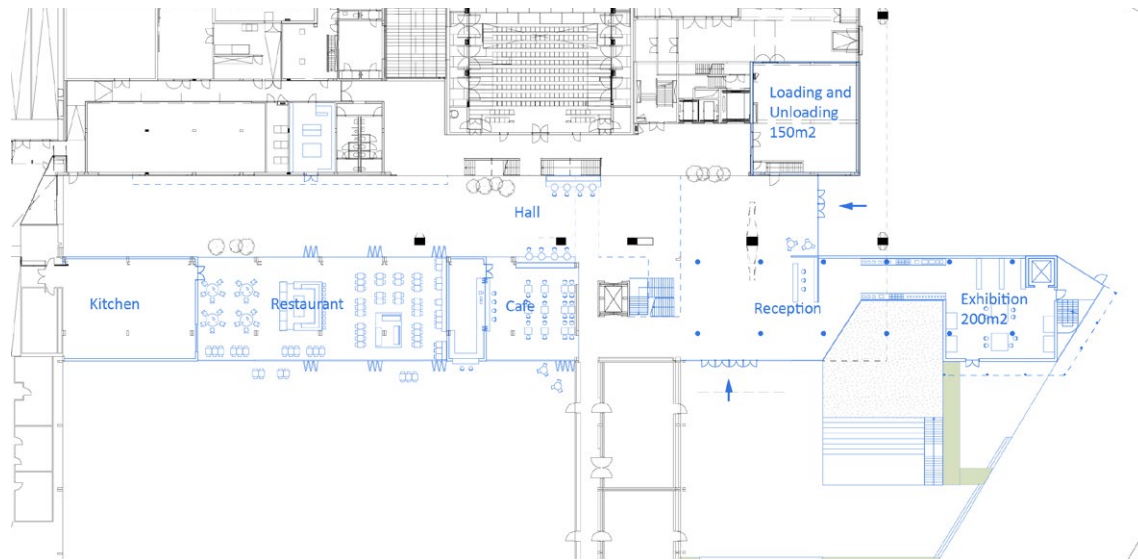 Loading and
Unloading
150m2
Hall
Kitchen
Restaurant
Cafe
Reception
Exhibition
200m2